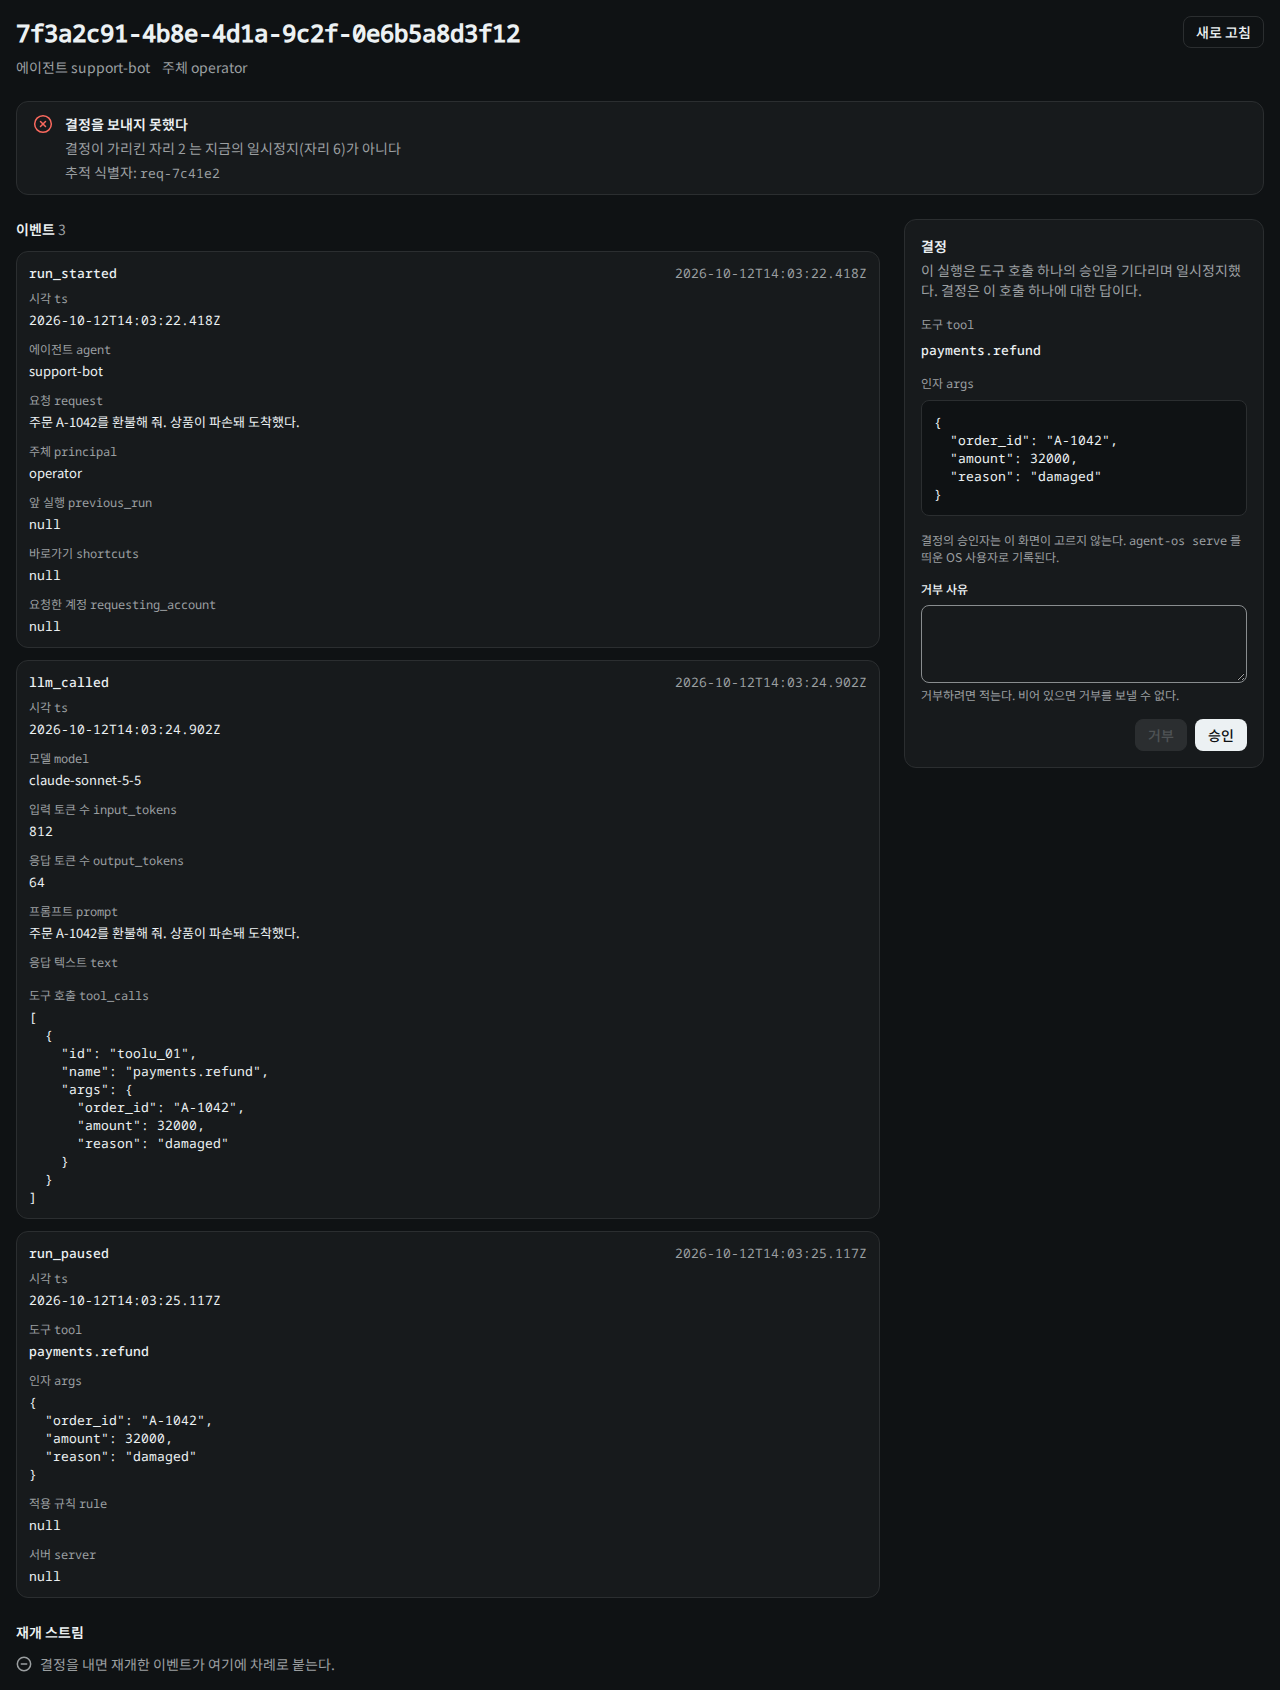 7f3a2c91-4b8e-4d1a-9c2f-0e6b5a8d3f12
새로 고침
에이전트 support-bot 주체 operator
결정을 보내지 못했다
결정이 가리킨 자리 2 는 지금의 일시정지(자리 6)가 아니다
추적 식별자: req-7c41e2
이벤트 3
run_started 2026-10-12T14:03:22.418Z
시각 ts
2026-10-12T14:03:22.418Z
에이전트 agent
support-bot
요청 request
주문 A-1042를 환불해 줘. 상품이 파손돼 도착했다.
주체 principal
operator
앞 실행 previous_run
null
바로가기 shortcuts
null
요청한 계정 requesting_account
null
llm_called 2026-10-12T14:03:24.902Z
시각 ts
2026-10-12T14:03:24.902Z
모델 model
claude-sonnet-5-5
입력 토큰 수 input_tokens
812
응답 토큰 수 output_tokens
64
프롬프트 prompt
주문 A-1042를 환불해 줘. 상품이 파손돼 도착했다.
응답 텍스트 text
도구 호출 tool_calls
[
  {
    "id": "toolu_01",
    "name": "payments.refund",
    "args": {
      "order_id": "A-1042",
      "amount": 32000,
      "reason": "damaged"
    }
  }
]
run_paused 2026-10-12T14:03:25.117Z
시각 ts
2026-10-12T14:03:25.117Z
도구 tool
payments.refund
인자 args
{
  "order_id": "A-1042",
  "amount": 32000,
  "reason": "damaged"
}
적용 규칙 rule
null
서버 server
null
재개 스트림
결정을 내면 재개한 이벤트가 여기에 차례로 붙는다.
결정
이 실행은 도구 호출 하나의 승인을 기다리며 일시정지했
다. 결정은 이 호출 하나에 대한 답이다.
도구 tool
payments.refund
인자 args
{
  "order_id": "A-1042",
  "amount": 32000,
  "reason": "damaged"
}
결정의 승인자는 이 화면이 고르지 않는다. agent-os serve 를
띄운 OS 사용자로 기록된다.
거부 사유
거부하려면 적는다. 비어 있으면 거부를 보낼 수 없다.
거부 승인